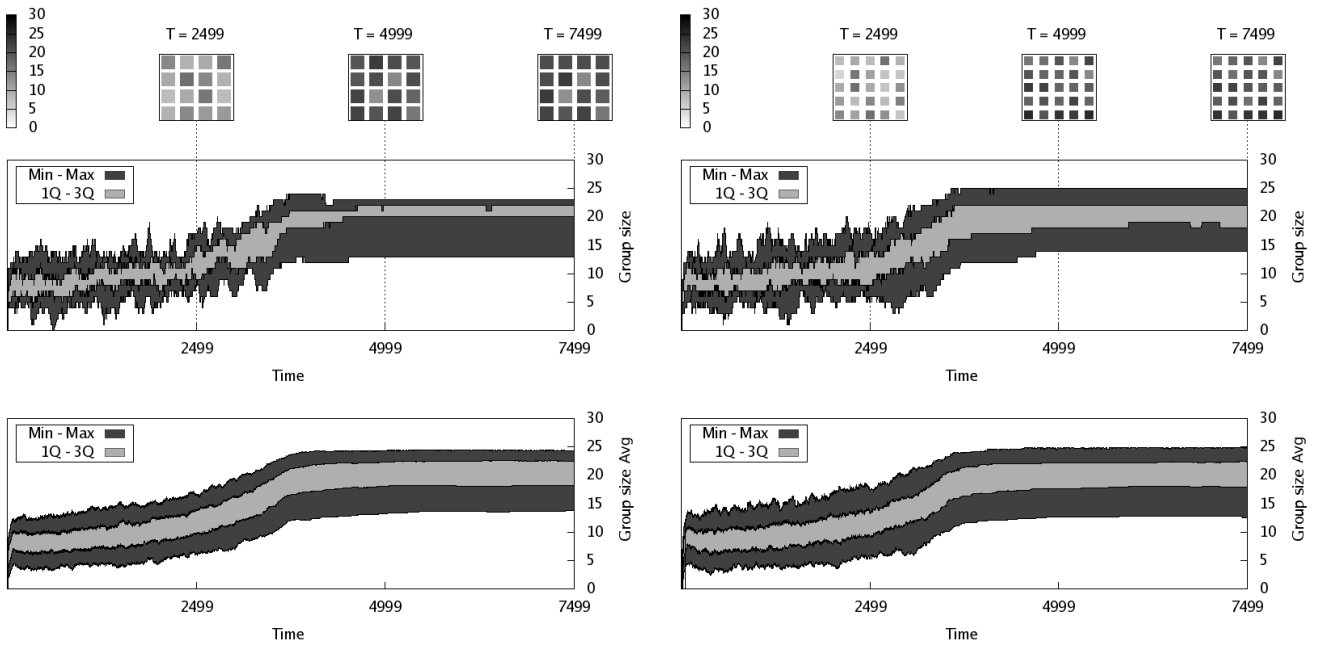 30
25
20
15
10
5
0
T = 2499
T = 4999
T = 7499
Min - Max
1Q - 3Q
30
25
20
15
10
5
0
Group size
2499
4999
7499
Time
30
25
20
15
10
5
0
T = 2499
T = 4999
T = 7499
Min - Max
1Q - 3Q
30
25
20
15
10
5
0
Group size
2499
4999
7499
Time
Min - Max
1Q - 3Q
30
25
20
15
10
5
0
Group size Avg
2499
4999
7499
Time
Min - Max
1Q - 3Q
30
25
20
15
10
5
0
Group size Avg
2499
4999
7499
Time